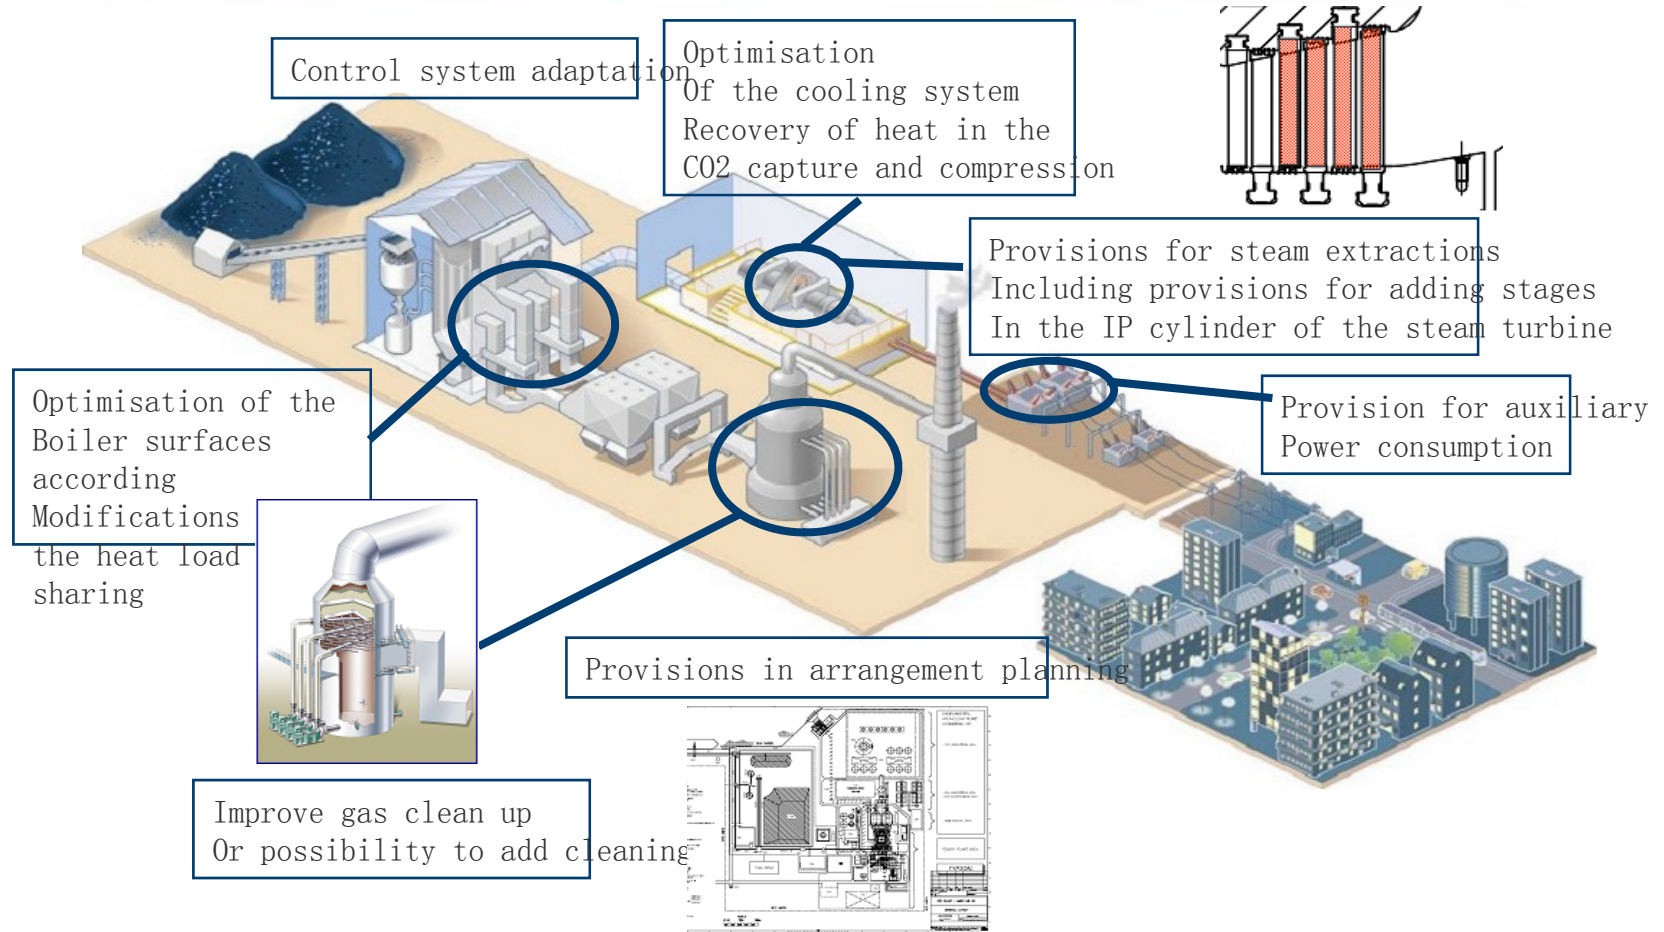 Control system adaptation
Optimisation
Of the cooling system
Recovery of heat in the
CO2 capture and compression
Provisions for steam extractions
Including provisions for adding stages
In the IP cylinder of the steam turbine
Provision for auxiliary
Power consumption
Optimisation of the
Boiler surfaces
according
Modifications
the heat load
sharing
Provisions in arrangement planning
Improve gas clean up
Or possibility to add cleaning